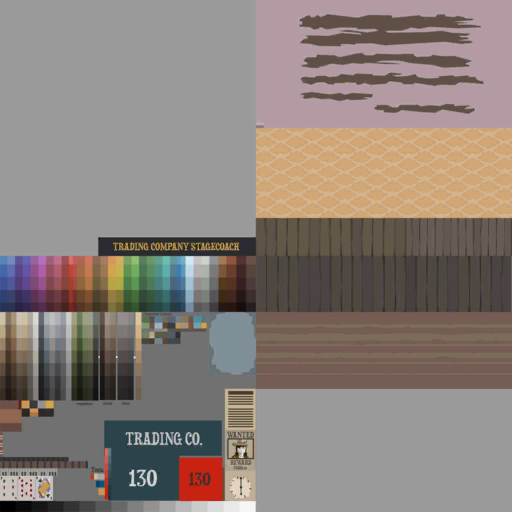 TRADING COMPANY STAGECOACH
TRADING CO.
130
130
WANTED
REWARD